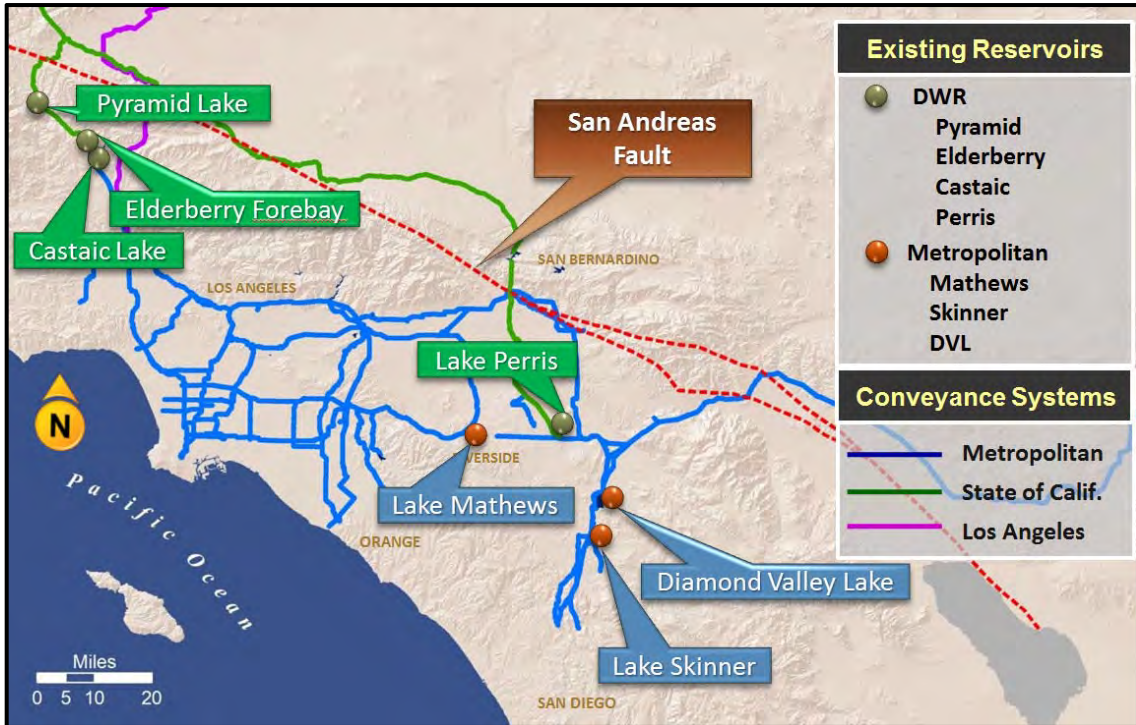 Pyramid Lake
Elderberry Forebay
Castaic Lake
San Andreas
Fault
SAN BERNARDINO
LOS ANGELES
Lake Perris
RIVERSIDE
Lake Mathews
ORANGE
Diamond Valley Lake
Lake Skinner
SAN DIEGO
N
Pacific Ocean
Miles
0 5 10 20
Existing Reservoirs
DWR
Pyramid
Elderberry
Castaic
Perris
Metropolitan
Mathews
Skinner
DVL
Conveyance Systems
Metropolitan
State of Calif.
Los Angeles